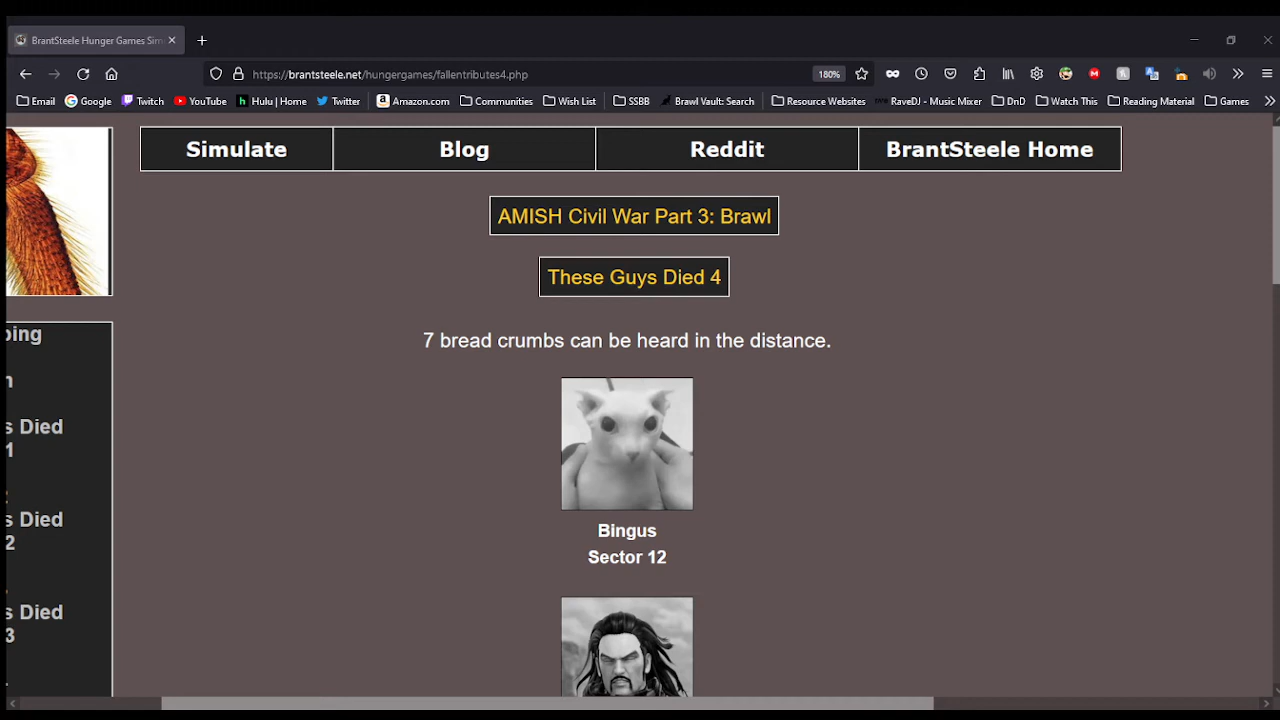 BrantSteele Hunger Games Sim
https://brantsteele.net/hungergames/fallentributes4.php
180%
Email Google Twitch YouTube Hulu | Home Twitter Amazon.com Communities Wish List SSBB Brawl Vault: Search Resource Websites RaveDJ - Music Mixer DnD Watch This Reading Material Games
Simulate Blog Reddit BrantSteele Home
AMISH Civil War Part 3: Brawl
These Guys Died 4
7 bread crumbs can be heard in the distance.
Bingus
Sector 12
ping
n
s Died
1
s Died
2
s Died
3